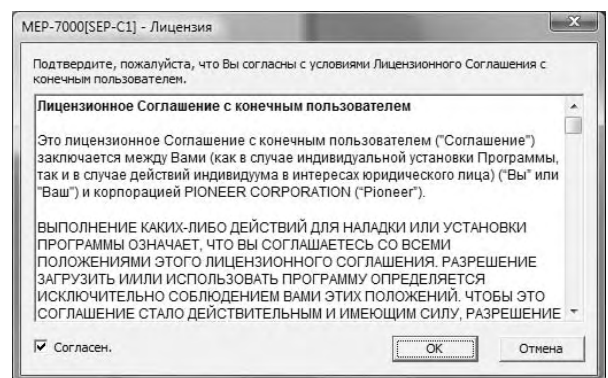 MEP-7000[SEP-C1] - Лицензия
Подтвердите, пожалуйста, что Вы согласны с условиями Лицензионного Соглашения с
конечным пользователем.
Лицензионное Соглашение с конечным пользователем
Это лицензионное Соглашение с конечным пользователем ("Соглашение")
заключается между Вами (как в случае индивидуальной установки Программы,
так и в случае действий индивидуума в интересах юридического лица) ("Вы" или
"Ваш") и корпорацией PIONEER CORPORATION ("Pioneer").
ВЫПОЛНЕНИЕ КАКИХ-ЛИБО ДЕЙСТВИЙ ДЛЯ НАЛАДКИ ИЛИ УСТАНОВКИ
ПРОГРАММЫ ОЗНАЧАЕТ, ЧТО ВЫ СОГЛАШАЕТЕСЬ СО ВСЕМИ
ПОЛОЖЕНИЯМИ ЭТОГО ЛИЦЕНЗИОННОГО СОГЛАШЕНИЯ. РАЗРЕШЕНИЕ
ЗАГРУЗИТЬ И/ИЛИ ИСПОЛЬЗОВАТЬ ПРОГРАММУ ОПРЕДЕЛЯЕТСЯ
ИСКЛЮЧИТЕЛЬНО СОБЛЮДЕНИЕМ ВАМИ ЭТИХ ПОЛОЖЕНИЙ. ЧТОБЫ ЭТО
СОГЛАШЕНИЕ СТАЛО ДЕЙСТВИТЕЛЬНЫМ И ИМЕЮЩИМ СИЛУ, РАЗРЕШЕНИЕ
Согласен.
OK
Отмена